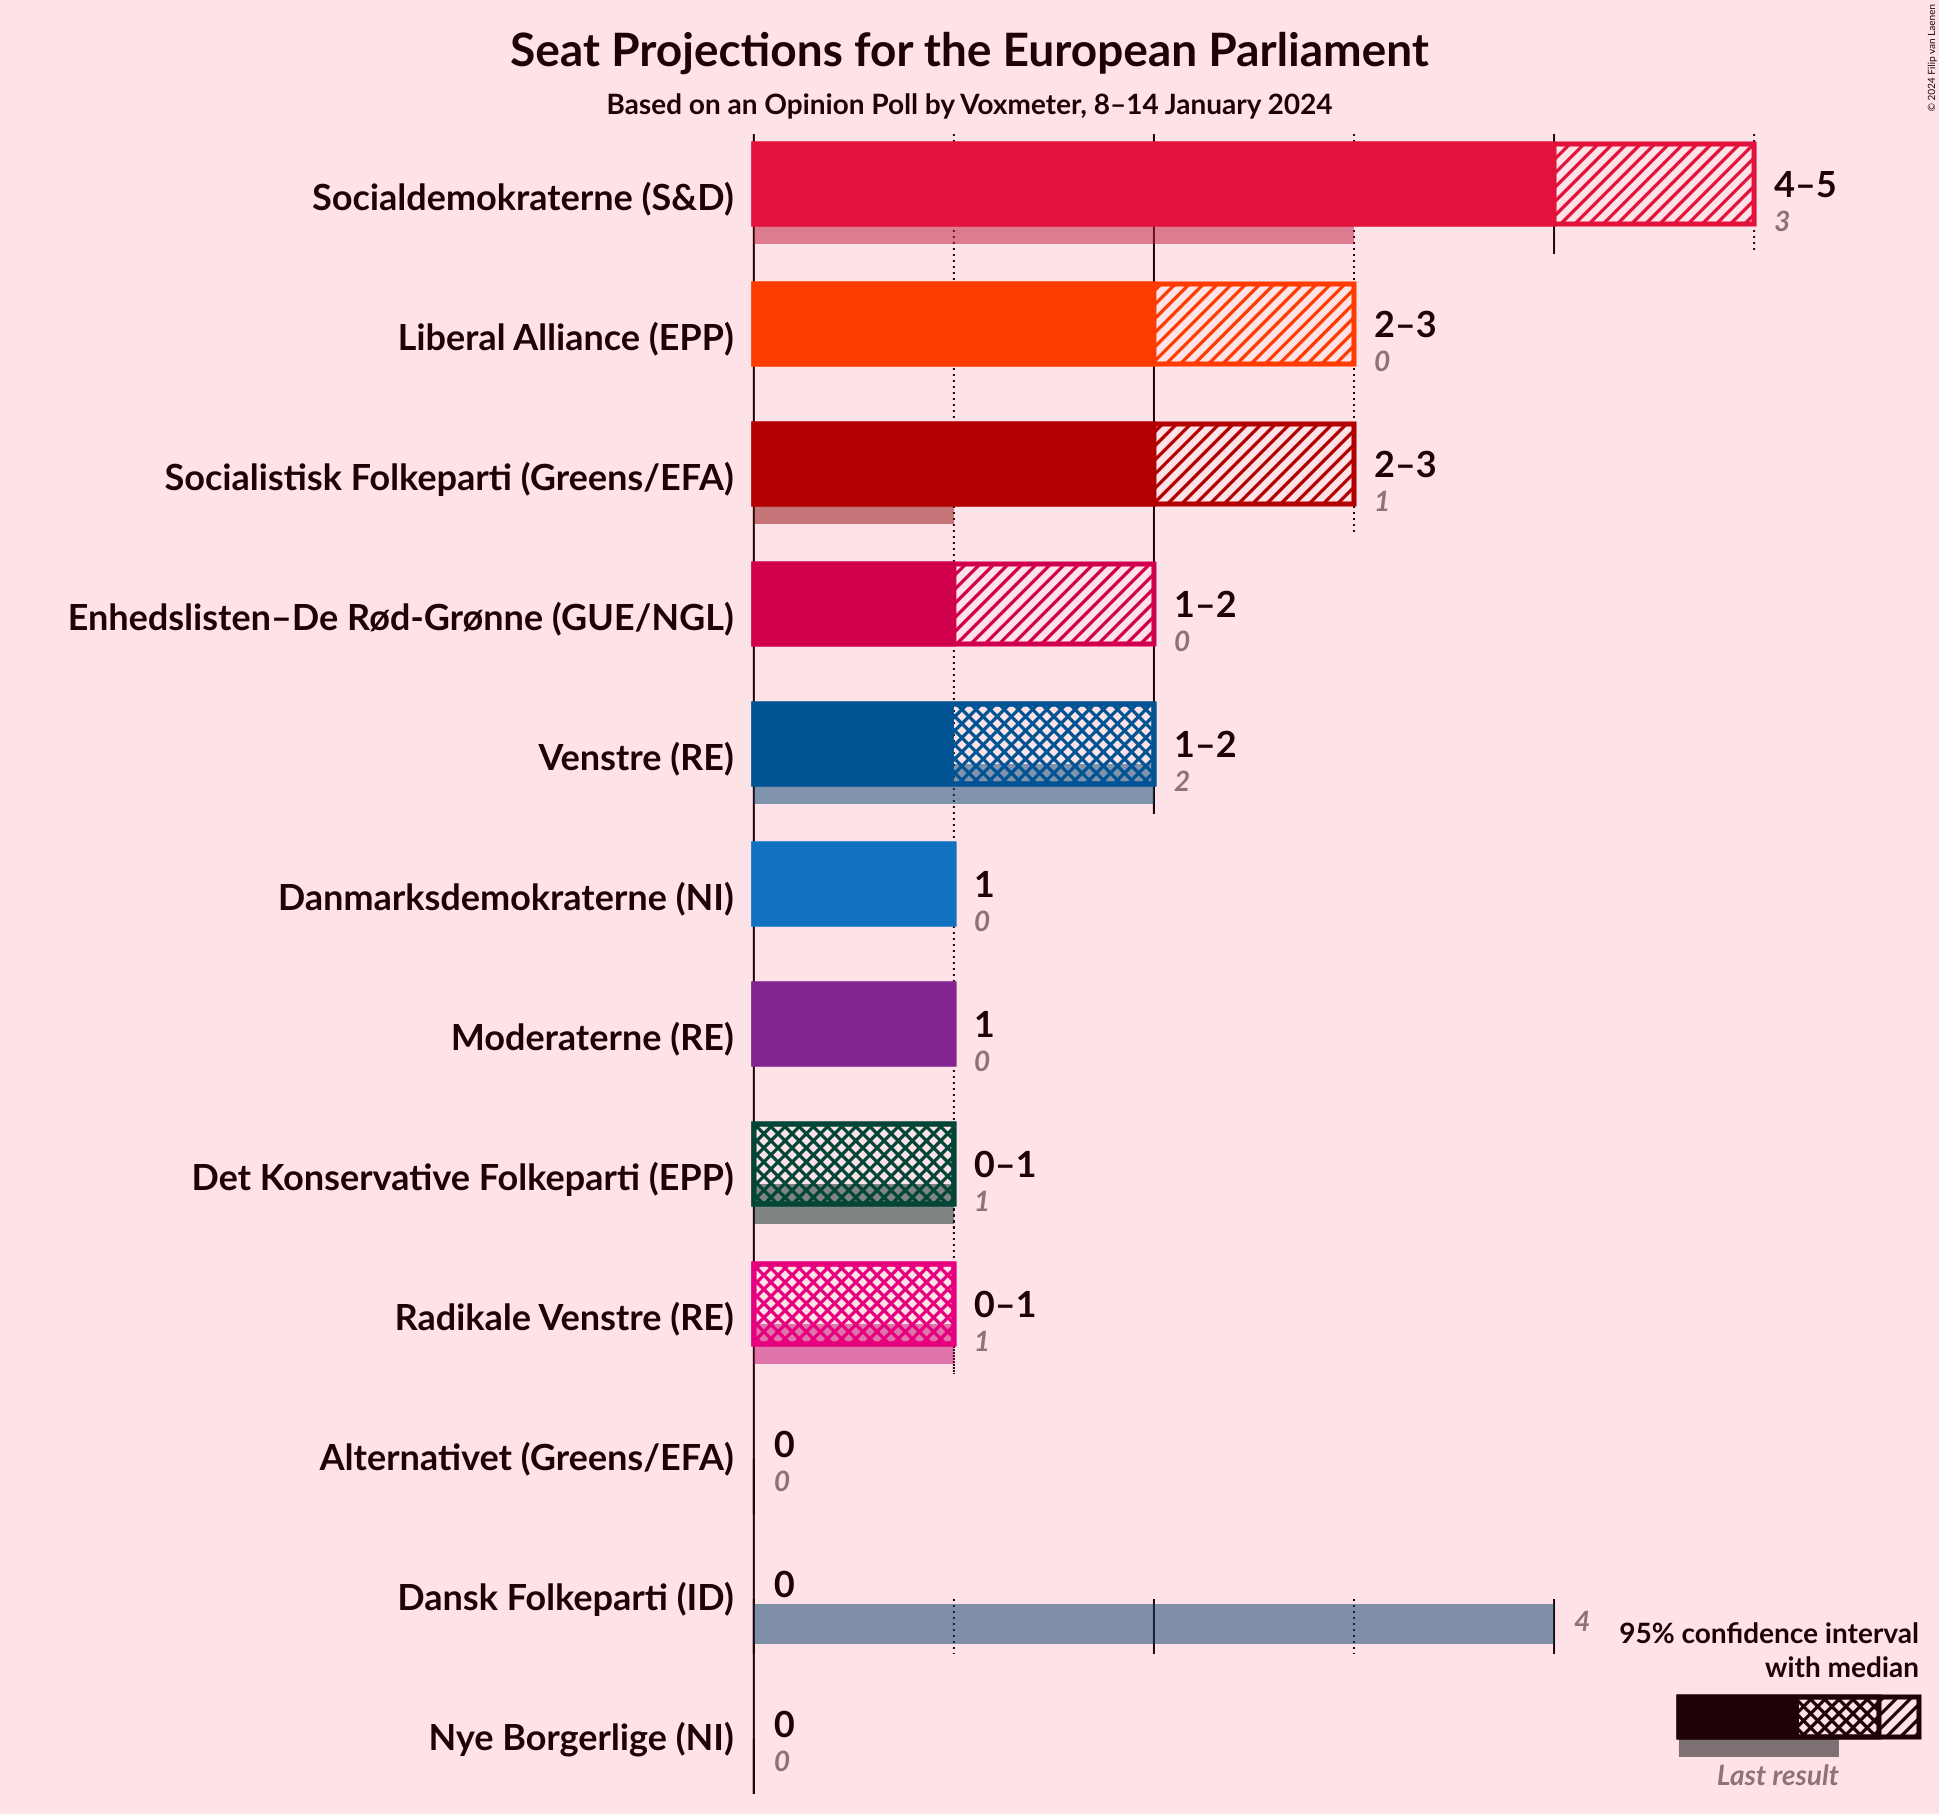 Seat Projections for the European Parliament
Based on an Opinion Poll by Voxmeter, 8–14 January 2024
© 2024 Filip van Laenen
Socialdemokraterne (S&D)
4–5
3
Liberal Alliance (EPP)
2–3
0
Socialistisk Folkeparti (Greens/EFA)
2–3
1
Enhedslisten–De Rød-Grønne (GUE/NGL)
1–2
0
Venstre (RE)
1–2
2
Danmarksdemokraterne (NI)
1
0
Moderaterne (RE)
1
0
Det Konservative Folkeparti (EPP)
0–1
1
Radikale Venstre (RE)
0–1
1
Alternativet (Greens/EFA)
0
0
Dansk Folkeparti (ID)
0
4
Nye Borgerlige (NI)
0
0
95% confidence interval
with median
Last result